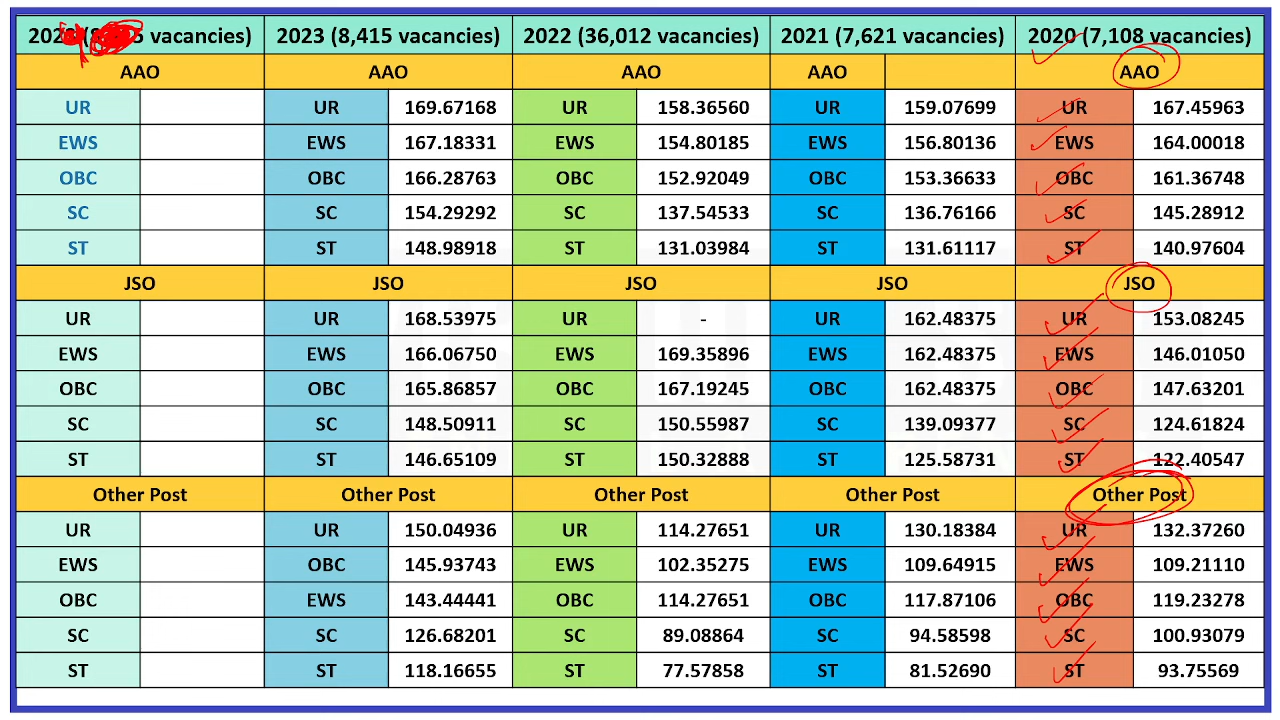 vacancies) 2023 (8,415 vacancies) 2022 (36,012 vacancies) 2021 (7,621 vacancies) 2020 (7,108 vacancies)
AAO AAO AAO AAO AAO
UR UR 169.67168 UR 158.36560 UR 159.07699 UR 167.45963
EWS EWS 167.18331 EWS 154.80185 EWS 156.80136 EWS 164.00018
OBC OBC 166.28763 OBC 152.92049 OBC 153.36633 OBC 161.36748
SC SC 154.29292 SC 137.54533 SC 136.76166 SC 145.28912
ST ST 148.98918 ST 131.03984 ST 131.61117 ST 140.97604
JSO JSO JSO JSO JSO
UR UR 168.53975 UR - UR 162.48375 UR 153.08245
EWS EWS 166.06750 EWS 169.35896 EWS 162.48375 EWS 146.01050
OBC OBC 165.86857 OBC 167.19245 OBC 162.48375 OBC 147.63201
SC SC 148.50911 SC 150.55987 SC 139.09377 SC 124.61824
ST ST 146.65109 ST 150.32888 ST 125.58731 ST 122.40547
Other Post Other Post Other Post Other Post Other Post
UR UR 150.04936 UR 114.27651 UR 130.18384 UR 132.37260
EWS OBC 145.93743 EWS 102.35275 EWS 109.64915 EWS 109.21110
OBC EWS 143.44441 OBC 114.27651 OBC 117.87106 OBC 119.23278
SC SC 126.68201 SC 89.08864 SC 94.58598 SC 100.93079
ST ST 118.16655 ST 77.57858 ST 81.52690 ST 93.75569